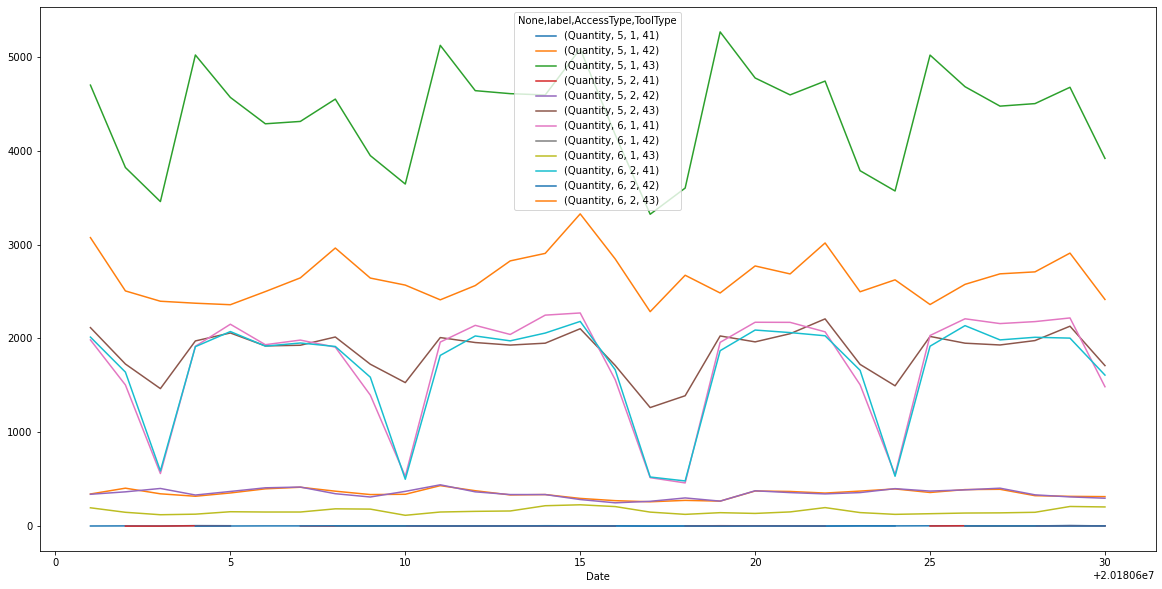 None,label,AccessType,ToolType
(Quantity, 5, 1, 41)
(Quantity, 5, 1, 42)
(Quantity, 5, 1, 43)
(Quantity, 5, 2, 41)
(Quantity, 5, 2, 42)
(Quantity, 5, 2, 43)
(Quantity, 6, 1, 41)
(Quantity, 6, 1, 42)
(Quantity, 6, 1, 43)
(Quantity, 6, 2, 41)
(Quantity, 6, 2, 42)
(Quantity, 6, 2, 43)
5000
4000
3000
2000
1000
0
0 5 10 15 20 25 30
Date
+2.01806e7